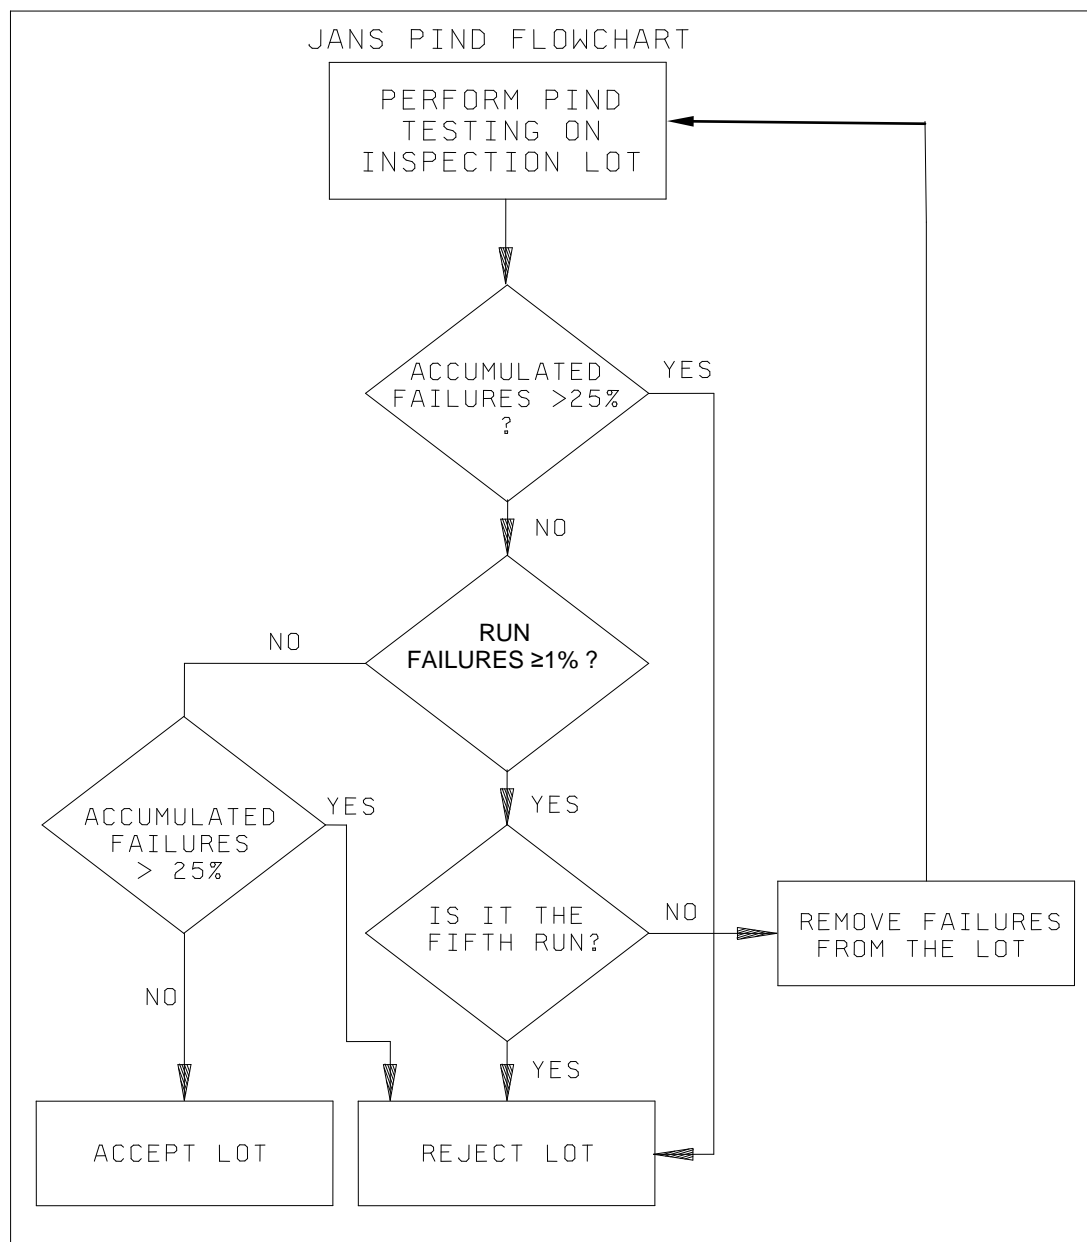 JANS PIND FLOWCHART
PERFORM PIND
TESTING ON
INSPECTION LOT
ACCUMULATED
FAILURES >25%
?
YES
NO
RUN
FAILURES ≥1% ?
NO
YES
ACCUMULATED
FAILURES
> 25%
YES
NO
IS IT THE
FIFTH RUN?
NO
YES
REMOVE FAILURES
FROM THE LOT
ACCEPT LOT
REJECT LOT